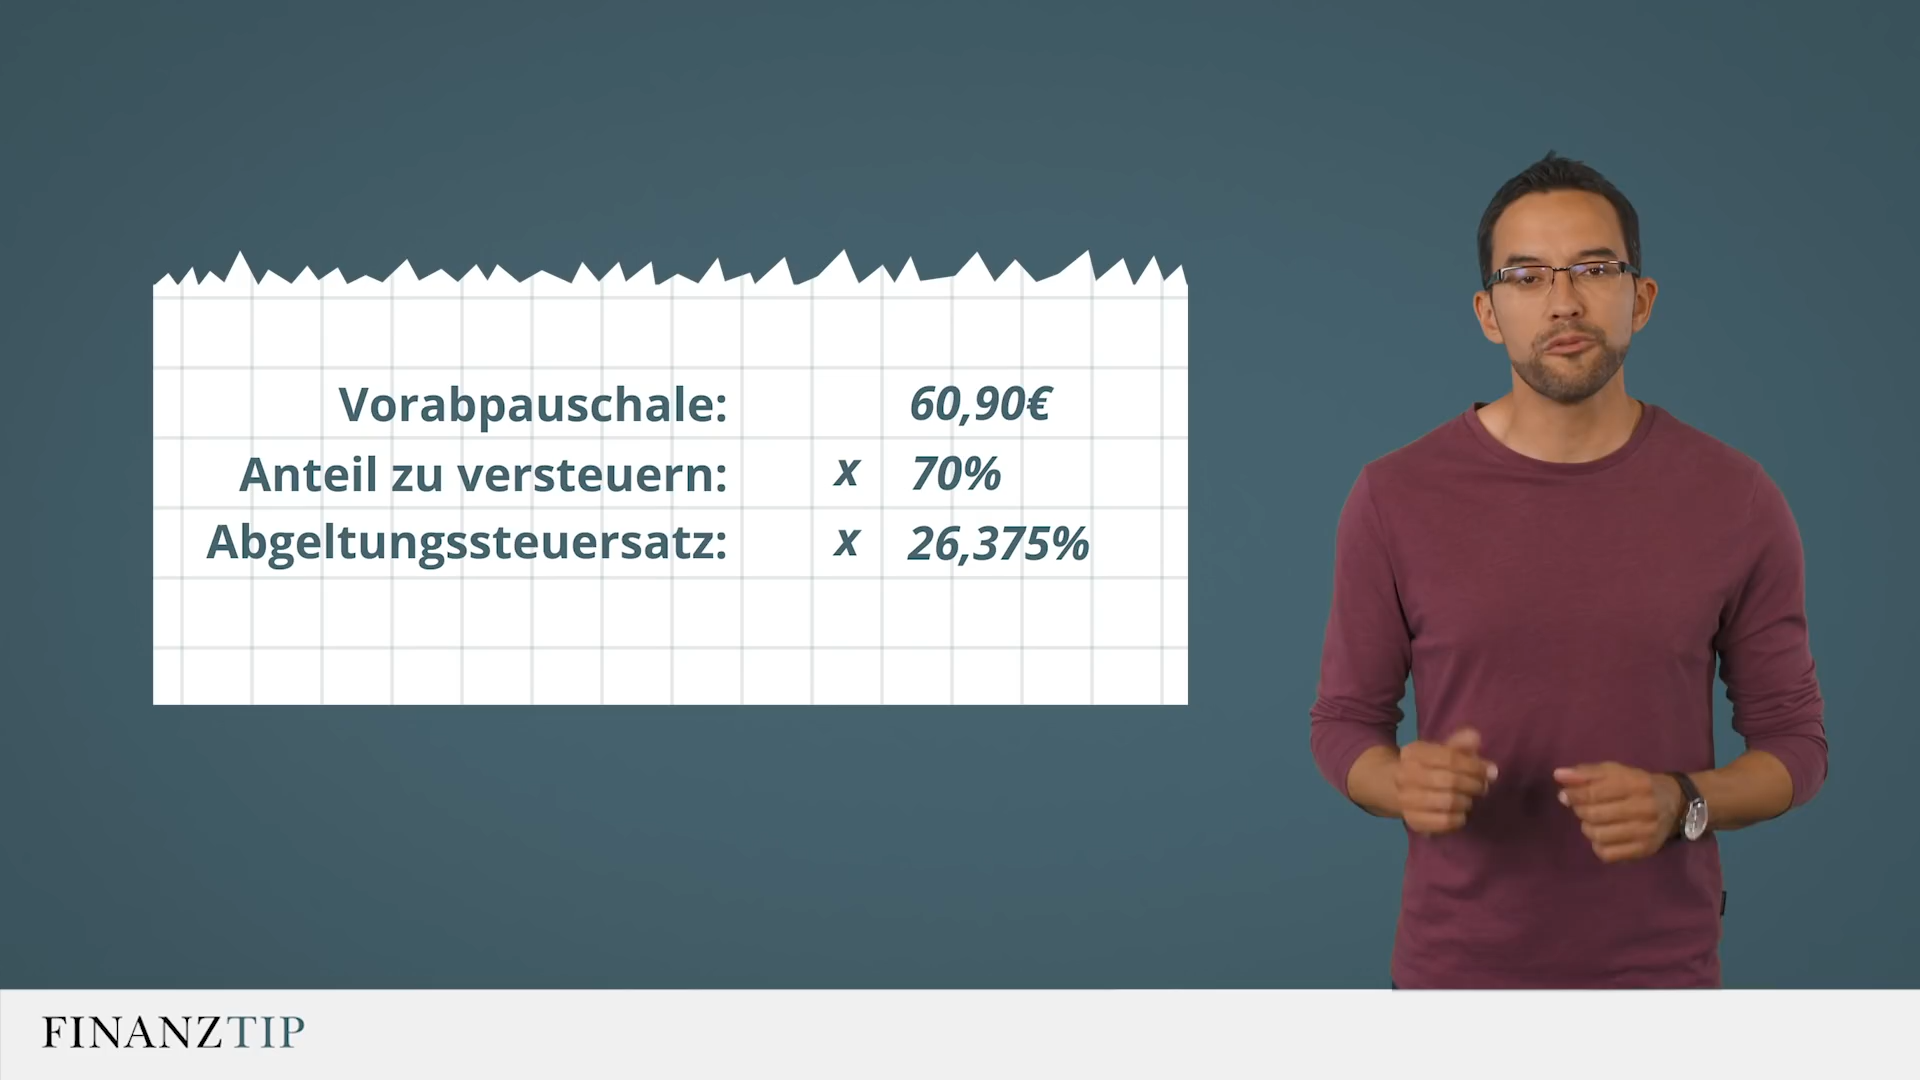 Vorabpauschale: 60,90€
Anteil zu versteuern: x 70%
Abgeltungssteuersatz: x 26,375%
FINANZTIP